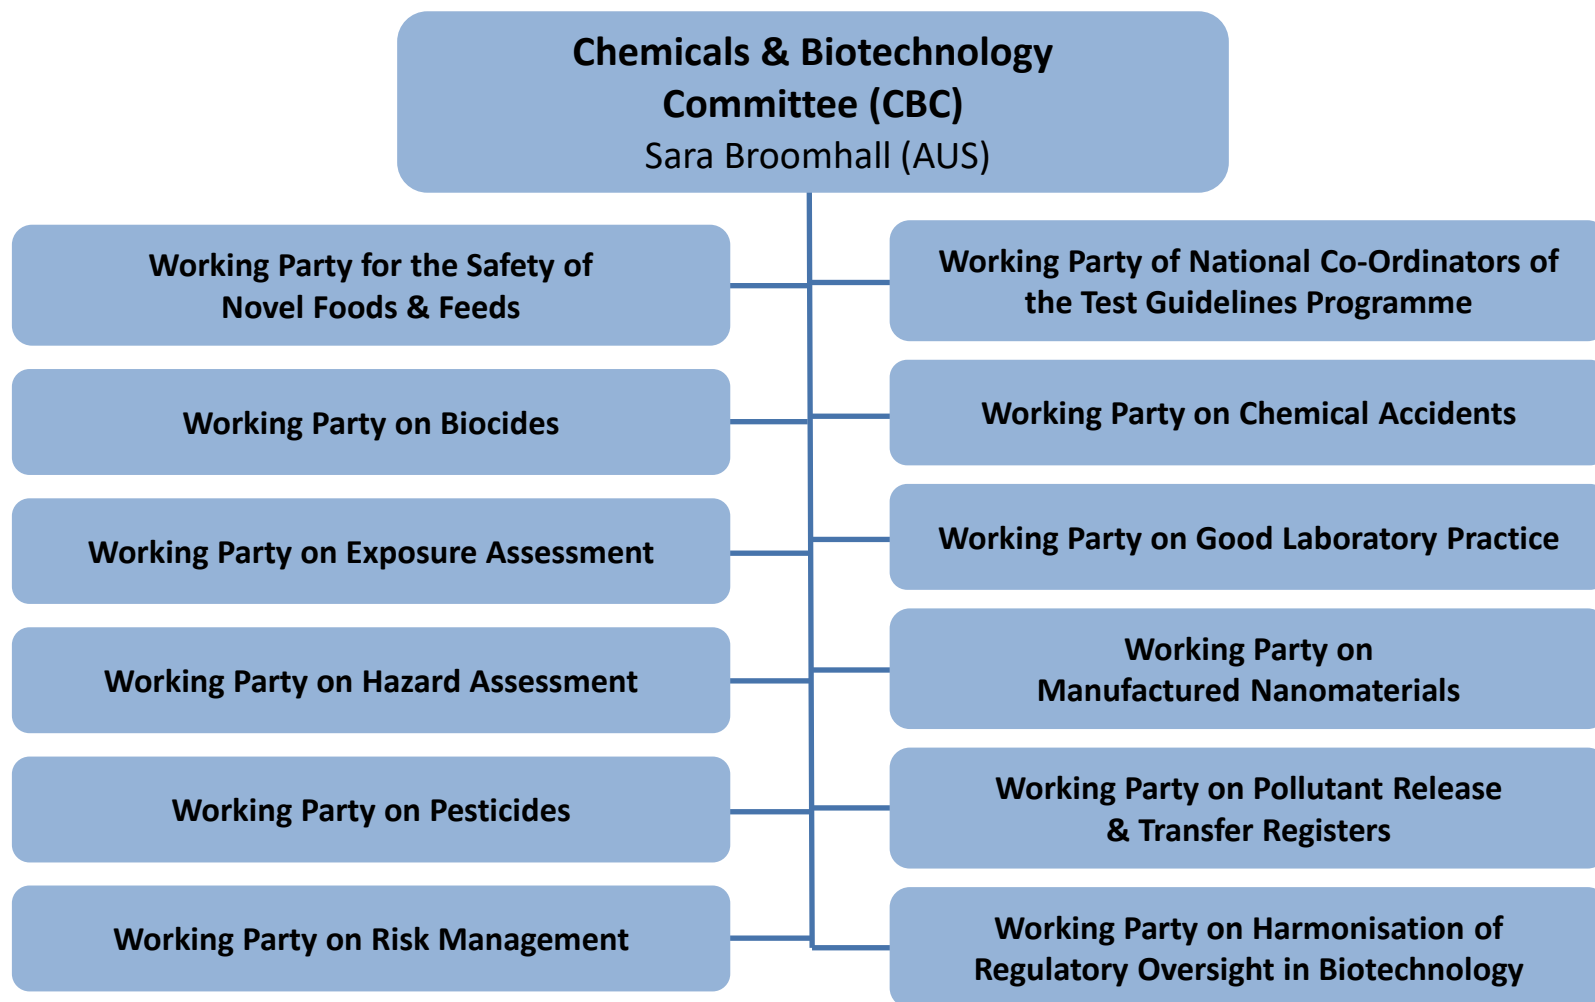 Chemicals & Biotechnology
Committee (CBC)
Sara Broomhall (AUS)
Working Party for the Safety of
Novel Foods & Feeds
Working Party on Biocides
Working Party on Exposure Assessment
Working Party on Hazard Assessment
Working Party on Pesticides
Working Party on Risk Management
Working Party of National Co-Ordinators of
the Test Guidelines Programme
Working Party on Chemical Accidents
Working Party on Good Laboratory Practice
Working Party on
Manufactured Nanomaterials
Working Party on Pollutant Release
& Transfer Registers
Working Party on Harmonisation of
Regulatory Oversight in Biotechnology